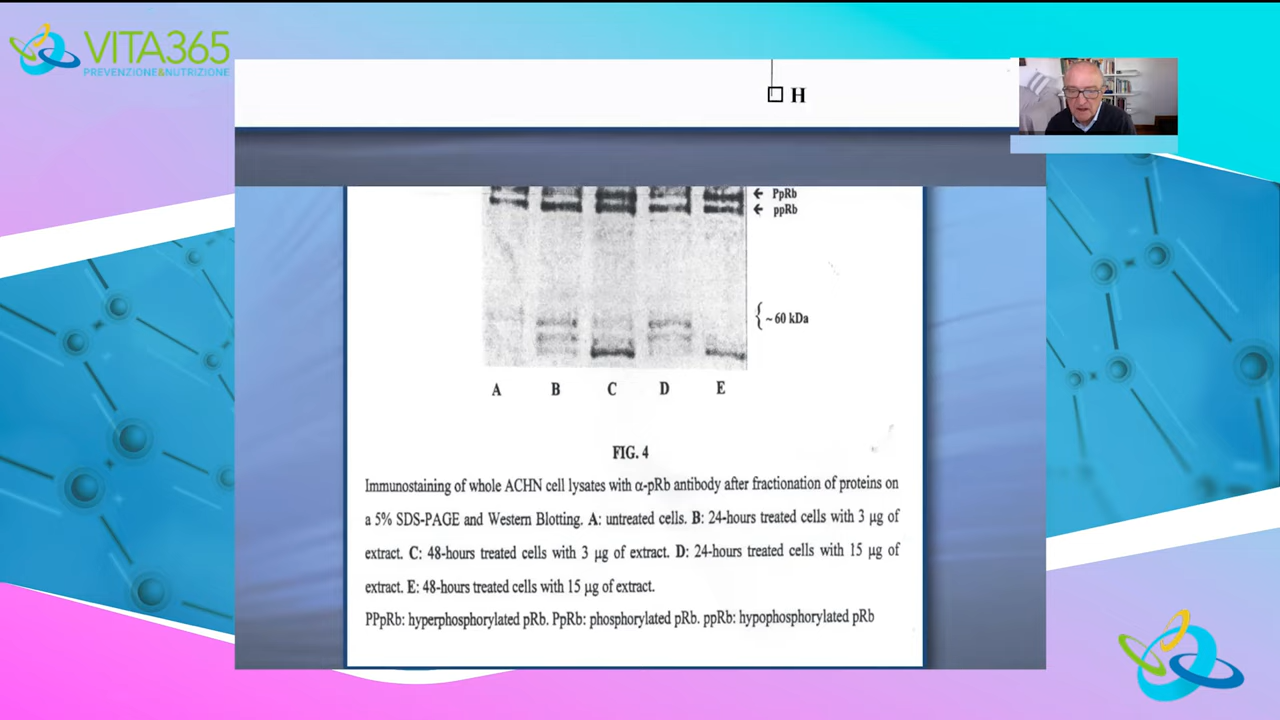 VITA365
PREVENZIONE&NUTRIZIONE
H
← PpRb
← ppRb
{ ~ 60 kDa
A B C D E
FIG. 4
Immunostaining of whole ACHN cell lysates with α-pRb antibody after fractionation of proteins on
a 5% SDS-PAGE and Western Blotting. A: untreated cells. B: 24-hours treated cells with 3 µg of
extract. C: 48-hours treated cells with 3 µg of extract. D: 24-hours treated cells with 15 µg of
extract. E: 48-hours treated cells with 15 µg of extract.
PPpRb: hyperphosphorylated pRb. PpRb: phosphorylated pRb. ppRb: hypophosphorylated pRb